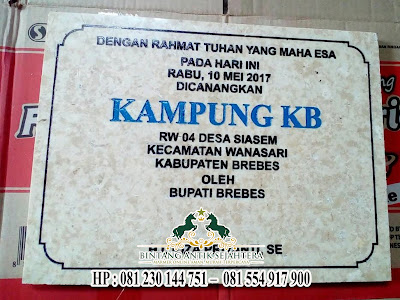 DENGAN RAHMAT TUHAN YANG MAHA ESA
PADA HARI INI
RABU, 10 MEI 2017
DICANANGKAN
KAMPUNG KB
RW 04 DESA SIASEM
KECAMATAN WANASARI
KABUPATEN BREBES
OLEH
BUPATI BREBES
BINTANG ANTIK SEJAHTERA
SE
HP : 081 230 144 751 – 081 554 917 900